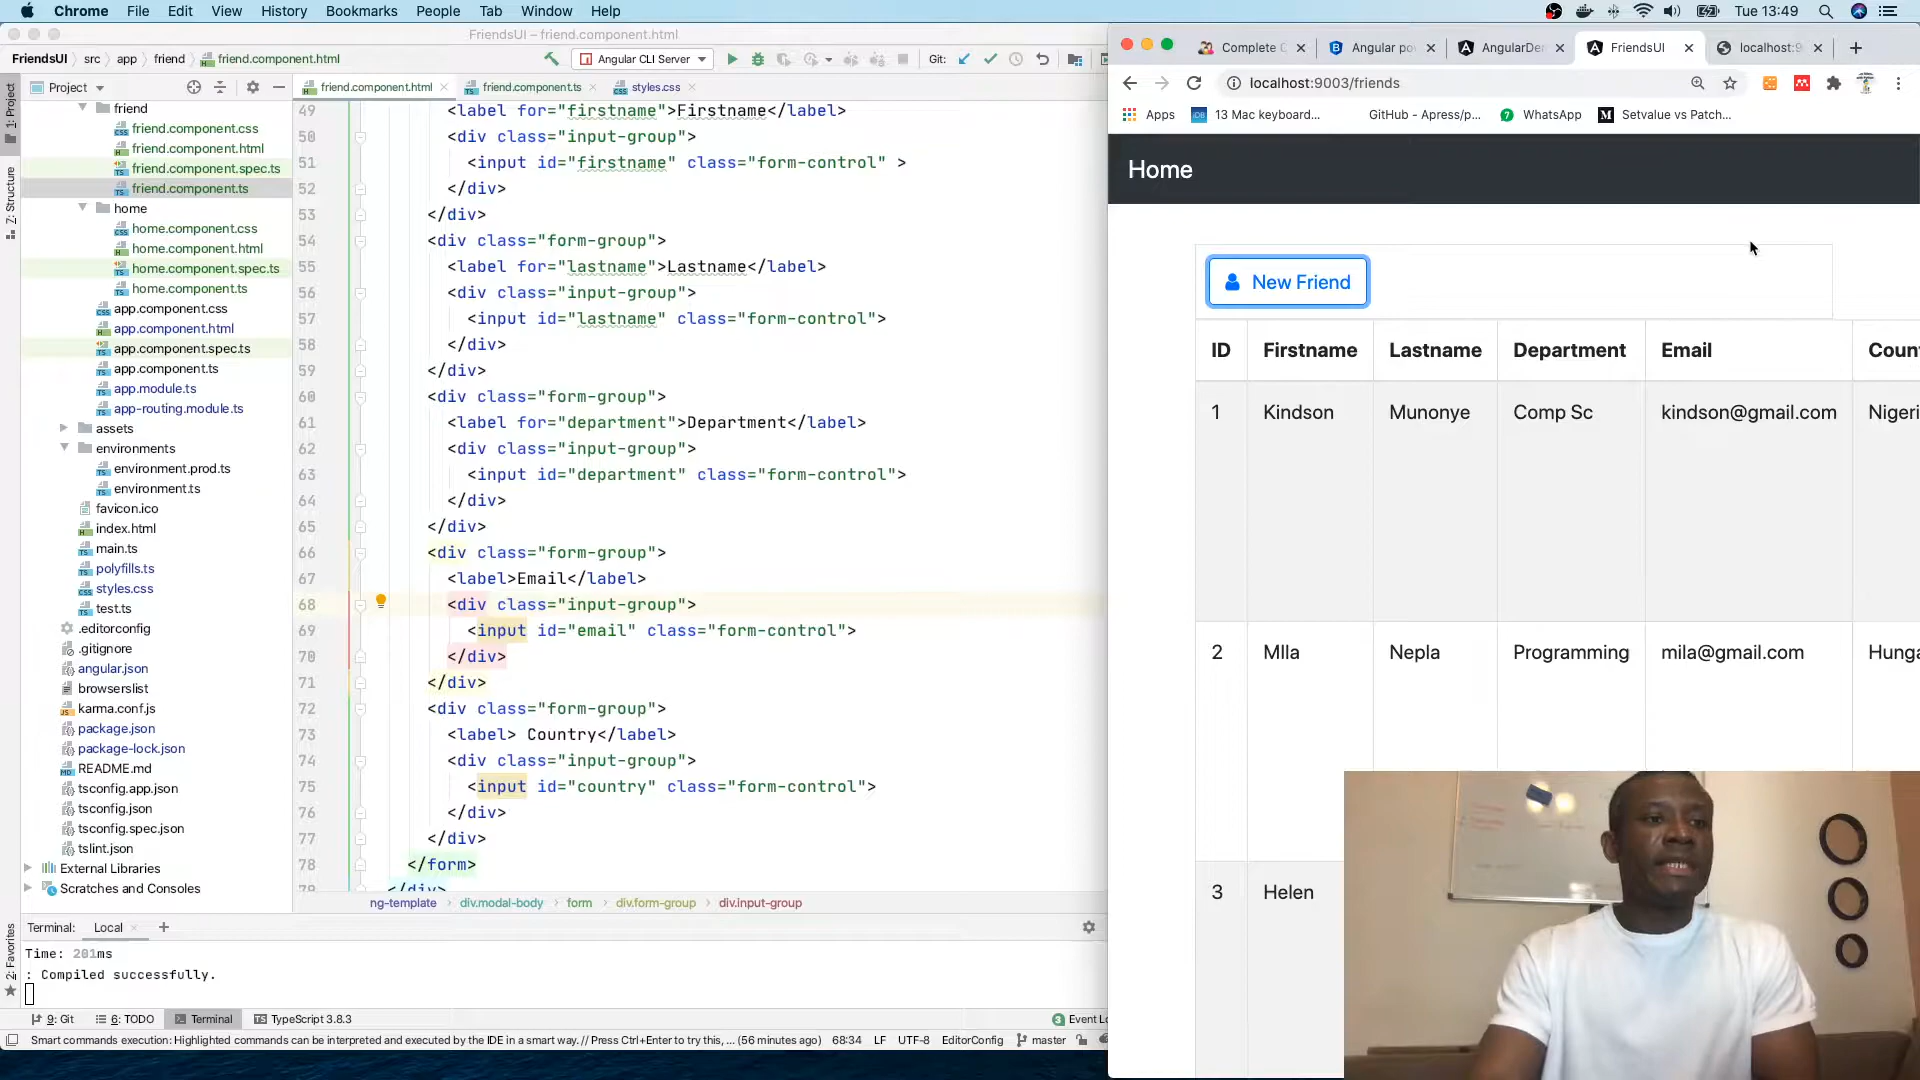 Chrome File Edit View History Bookmarks People Tab Window Help Tue 13:49
FriendsUI – friend.component.html
FriendsUI src app friend friend.component.html Angular CLI Server Git:
Project friend.component.html friend.component.ts styles.css
1: Project
Z: Structure
2: Favorites
friend
friend.component.css
friend.component.html
friend.component.spec.ts
friend.component.ts
home
home.component.css
home.component.html
home.component.spec.ts
home.component.ts
app.component.css
app.component.html
app.component.spec.ts
app.component.ts
app.module.ts
app-routing.module.ts
assets
environments
environment.prod.ts
environment.ts
favicon.ico
index.html
main.ts
polyfills.ts
styles.css
test.ts
.editorconfig
.gitignore
angular.json
browserslist
karma.conf.js
package.json
package-lock.json
README.md
tsconfig.app.json
tsconfig.json
tsconfig.spec.json
tslint.json
External Libraries
Scratches and Consoles
49 <label for="firstname">Firstname</label>
50 <div class="input-group">
51 <input id="firstname" class="form-control" >
52 </div>
53 </div>
54 <div class="form-group">
55 <label for="lastname">Lastname</label>
56 <div class="input-group">
57 <input id="lastname" class="form-control">
58 </div>
59 </div>
60 <div class="form-group">
61 <label for="department">Department</label>
62 <div class="input-group">
63 <input id="department" class="form-control">
64 </div>
65 </div>
66 <div class="form-group">
67 <label>Email</label>
68 <div class="input-group">
69 <input id="email" class="form-control">
70 </div>
71 </div>
72 <div class="form-group">
73 <label> Country</label>
74 <div class="input-group">
75 <input id="country" class="form-control">
76 </div>
77 </div>
78 </form>
79 </div>
ng-template div.modal-body form div.form-group div.input-group
Terminal: Local
Time: 201ms
: Compiled successfully.
9: Git 6: TODO Terminal TypeScript 3.8.3 3 Event Lo
Smart commands execution: Highlighted commands can be interpreted and executed by the IDE in a smart way. // Press Ctrl+Enter to try this, ... (56 minutes ago) 68:34 LF UTF-8 EditorConfig master
Complete C Angular po AngularDem FriendsUI localhost:9
localhost:9003/friends
Apps 13 Mac keyboard... GitHub - Apress/p... 7 WhatsApp Setvalue vs Patch...
Home
New Friend
ID Firstname Lastname Department Email Coun
1 Kindson Munonye Comp Sc kindson@gmail.com Nigeri
2 Mlla Nepla Programming mila@gmail.com Hunga
3 Helen